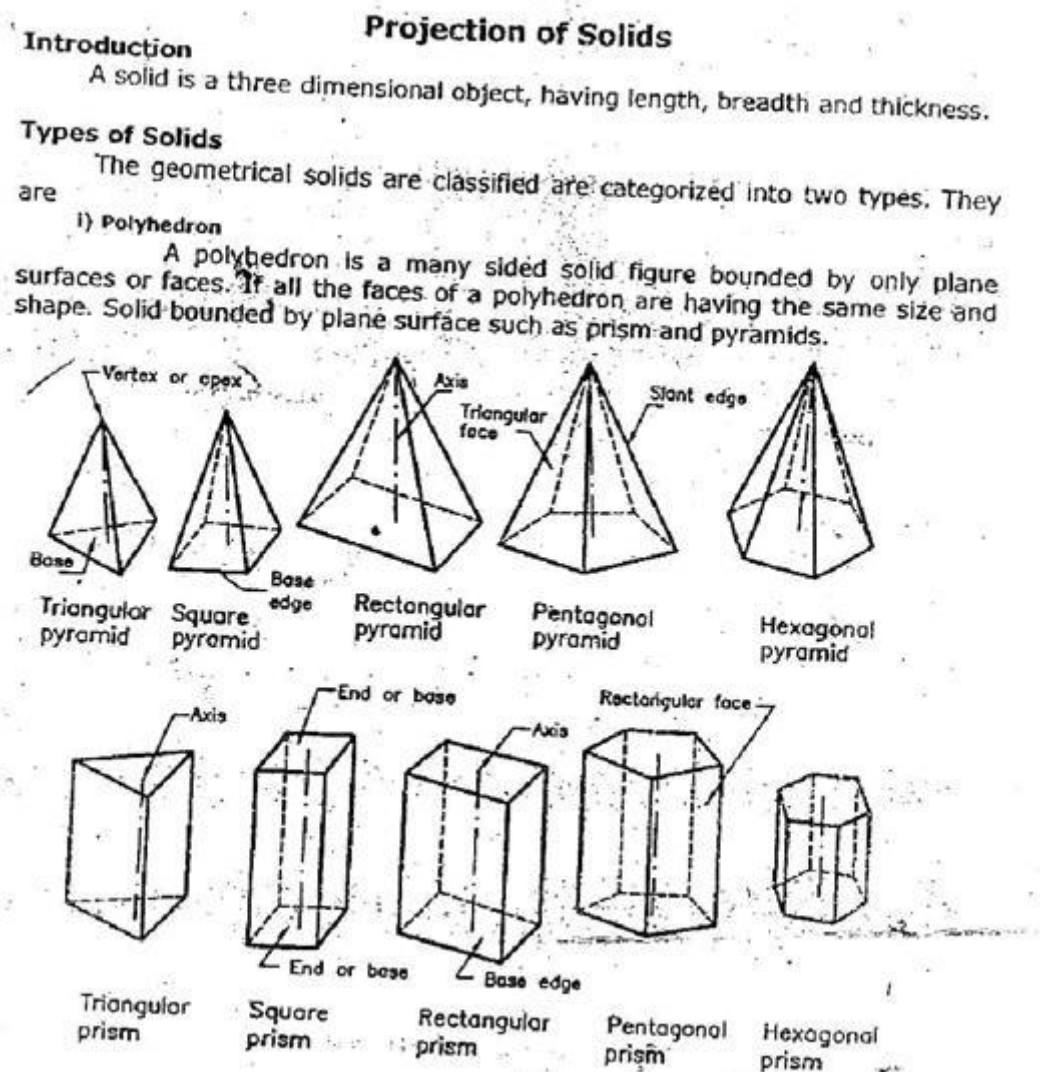 Projection of Solids
Introduction
A solid is a three dimensional object, having length, breadth and thickness.
Types of Solids
The geometrical solids are classified are categorized into two types. They
are
i) Polyhedron
A polyhedron is a many sided solid figure bounded by only plane
surfaces or faces. If all the faces of a polyhedron are having the same size and
shape. Solid bounded by plane surface such as prism and pyramids.
Vertex or apex
Axis
Triangular
face
Slant edge
Base
Base
edge
Triangular
pyramid
Square
pyramid
Rectangular
pyramid
Pentagonal
pyramid
Hexagonal
pyramid
Axis
End or base
Axis
Rectangular face
End or base
Base edge
Triangular
prism
Square
prism
Rectangular
prism
Pentagonal
prism
Hexagonal
prism